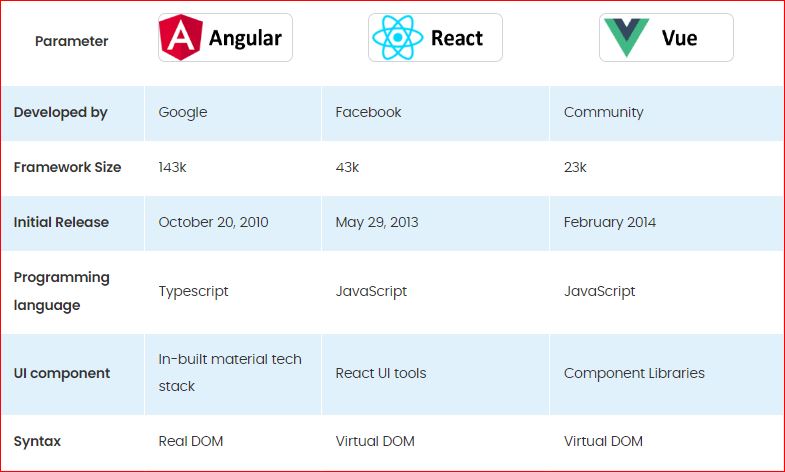 Parameter Angular React Vue
Developed by Google Facebook Community
Framework Size 143k 43k 23k
Initial Release October 20, 2010 May 29, 2013 February 2014
Programming
language Typescript JavaScript JavaScript
In-built material tech
UI component stack React UI tools Component Libraries
Syntax Real DOM Virtual DOM Virtual DOM